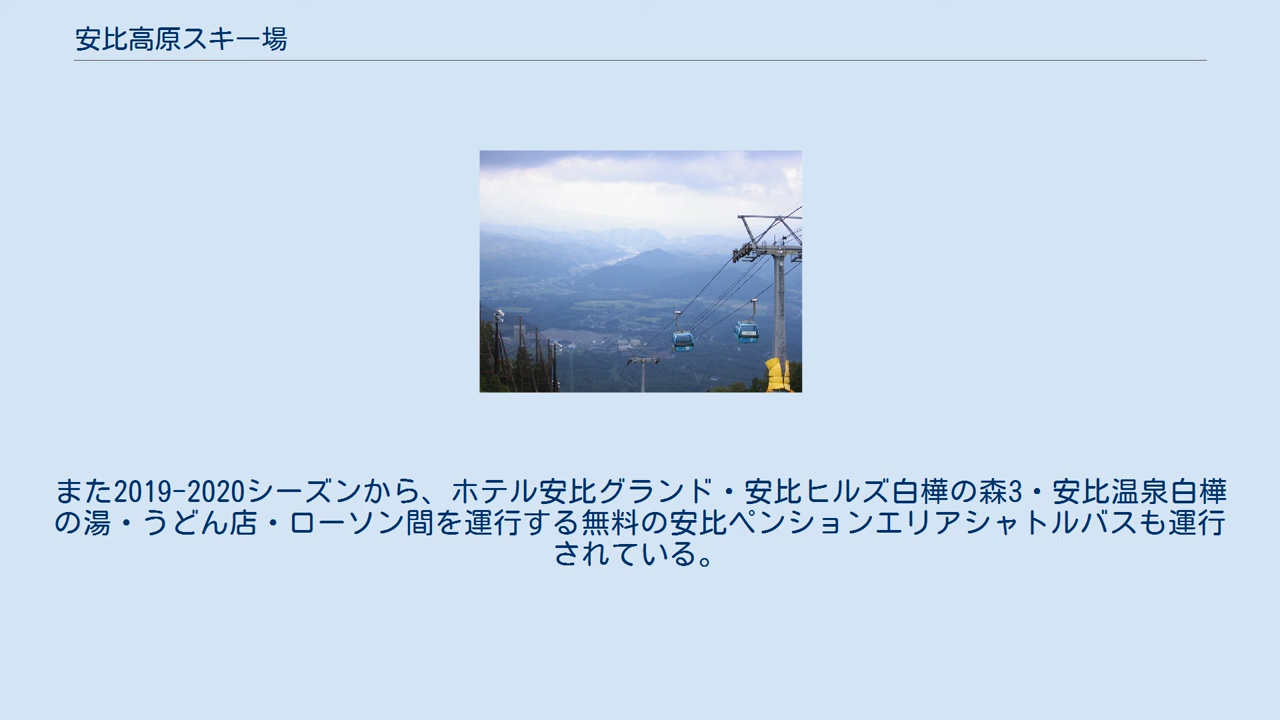 安比高原スキー場
また2019-2020シーズンから、ホテル安比グランド・安比ヒルズ白樺の森3・安比温泉白樺
の湯・うどん店・ローソン間を運行する無料の安比ペンションエリアシャトルバスも運行
されている。